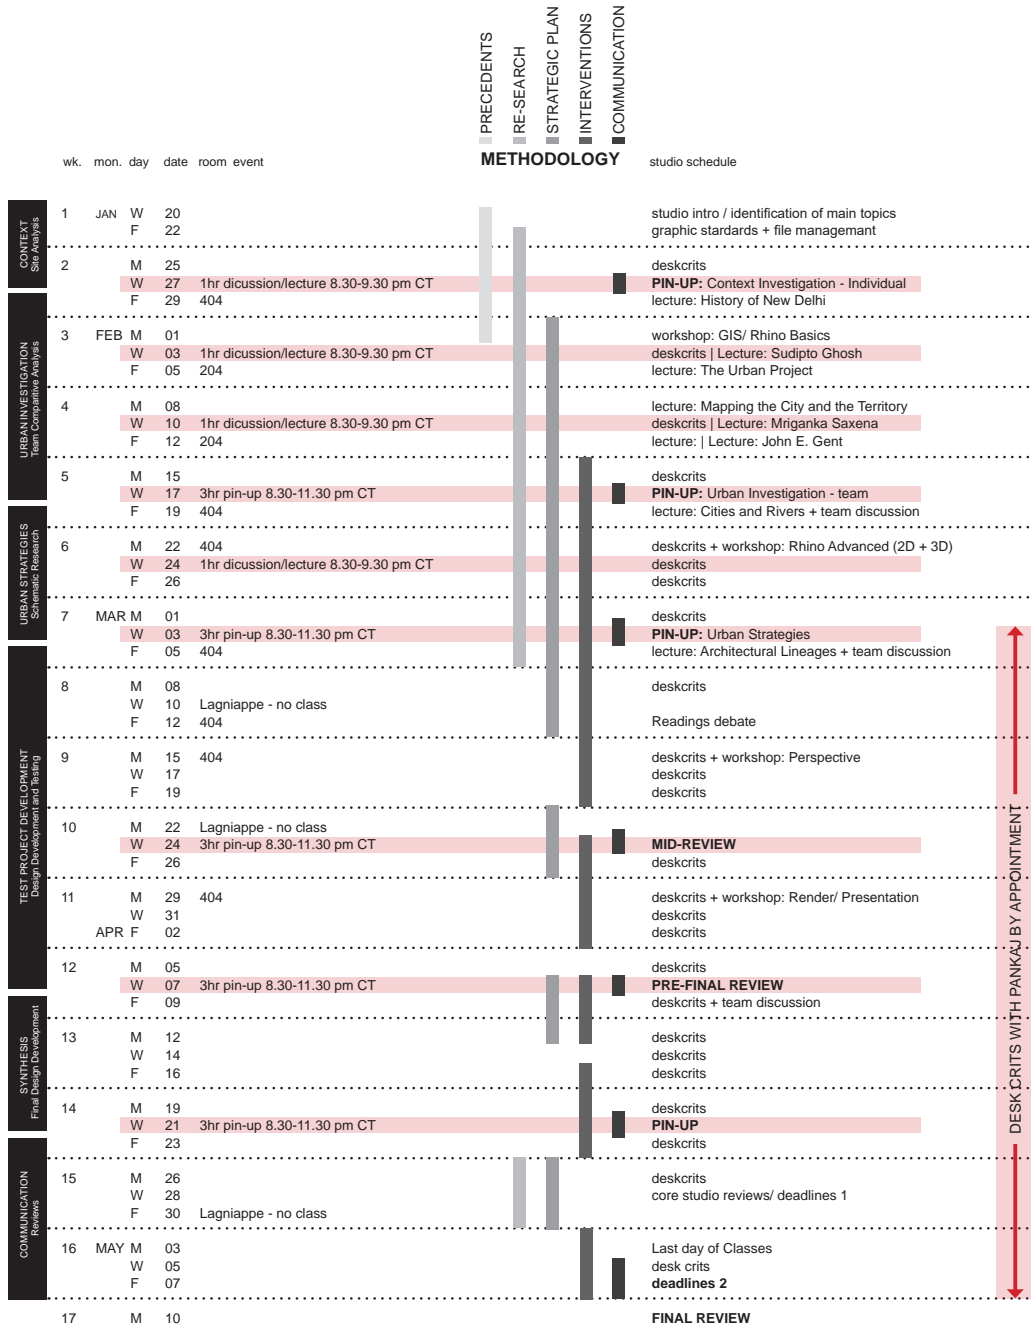 PRECEDENTS
RE-SEARCH
STRATEGIC PLAN
INTERVENTIONS
COMMUNICATION
wk. mon. day date room event METHODOLOGY studio schedule
CONTEXT
Site Analysis
1 JAN W 20 studio intro / identification of main topics
F 22 graphic stardards + file managemant
2 M 25 deskcrits
W 27 1hr dicussion/lecture 8.30-9.30 pm CT PIN-UP: Context Investigation - Individual
F 29 404 lecture: History of New Delhi
URBAN INVESTIGATION
Team Comparitive Analysis
3 FEB M 01 workshop: GIS/ Rhino Basics
W 03 1hr dicussion/lecture 8.30-9.30 pm CT deskcrits | Lecture: Sudipto Ghosh
F 05 204 lecture: The Urban Project
4 M 08 lecture: Mapping the City and the Territory
W 10 1hr dicussion/lecture 8.30-9.30 pm CT deskcrits | Lecture: Mriganka Saxena
F 12 204 lecture: | Lecture: John E. Gent
5 M 15 deskcrits
W 17 3hr pin-up 8.30-11.30 pm CT PIN-UP: Urban Investigation - team
F 19 404 lecture: Cities and Rivers + team discussion
URBAN STRATEGIES
Schematic Research
6 M 22 404 deskcrits + workshop: Rhino Advanced (2D + 3D)
W 24 1hr dicussion/lecture 8.30-9.30 pm CT deskcrits
F 26 deskcrits
7 MAR M 01 deskcrits
W 03 3hr pin-up 8.30-11.30 pm CT PIN-UP: Urban Strategies
F 05 404 lecture: Architectural Lineages + team discussion
TEST PROJECT DEVELOPMENT
Design Development and Testing
8 M 08 deskcrits
W 10 Lagniappe - no class
F 12 404 Readings debate
9 M 15 404 deskcrits + workshop: Perspective
W 17 deskcrits
F 19 deskcrits
10 M 22 Lagniappe - no class
W 24 3hr pin-up 8.30-11.30 pm CT MID-REVIEW
F 26 deskcrits
11 M 29 404 deskcrits + workshop: Render/ Presentation
W 31 deskcrits
APR F 02 deskcrits
12 M 05 deskcrits
W 07 3hr pin-up 8.30-11.30 pm CT PRE-FINAL REVIEW
F 09 deskcrits + team discussion
SYNTHESIS
Final Design Development
13 M 12 deskcrits
W 14 deskcrits
F 16 deskcrits
14 M 19 deskcrits
W 21 3hr pin-up 8.30-11.30 pm CT PIN-UP
F 23 deskcrits
COMMUNICATION
Reviews
15 M 26 deskcrits
W 28 core studio reviews/ deadlines 1
F 30 Lagniappe - no class
16 MAY M 03 Last day of Classes
W 05 desk crits
F 07 deadlines 2
17 M 10 FINAL REVIEW
DESK CRITS WITH PANKAJ BY APPOINTMENT